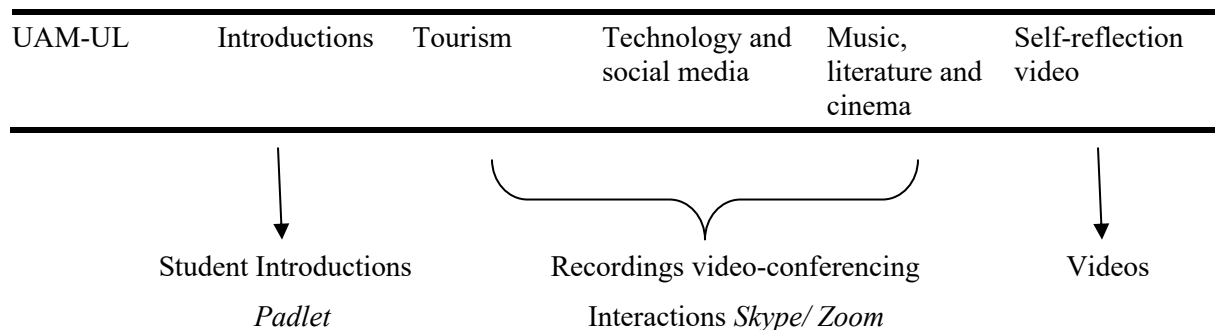 UAM-UL Introductions Tourism Technology and social media Music, literature and cinema Self-reflection video
Student Introductions Recordings video-conferencing Videos
Padlet Interactions Skype/ Zoom